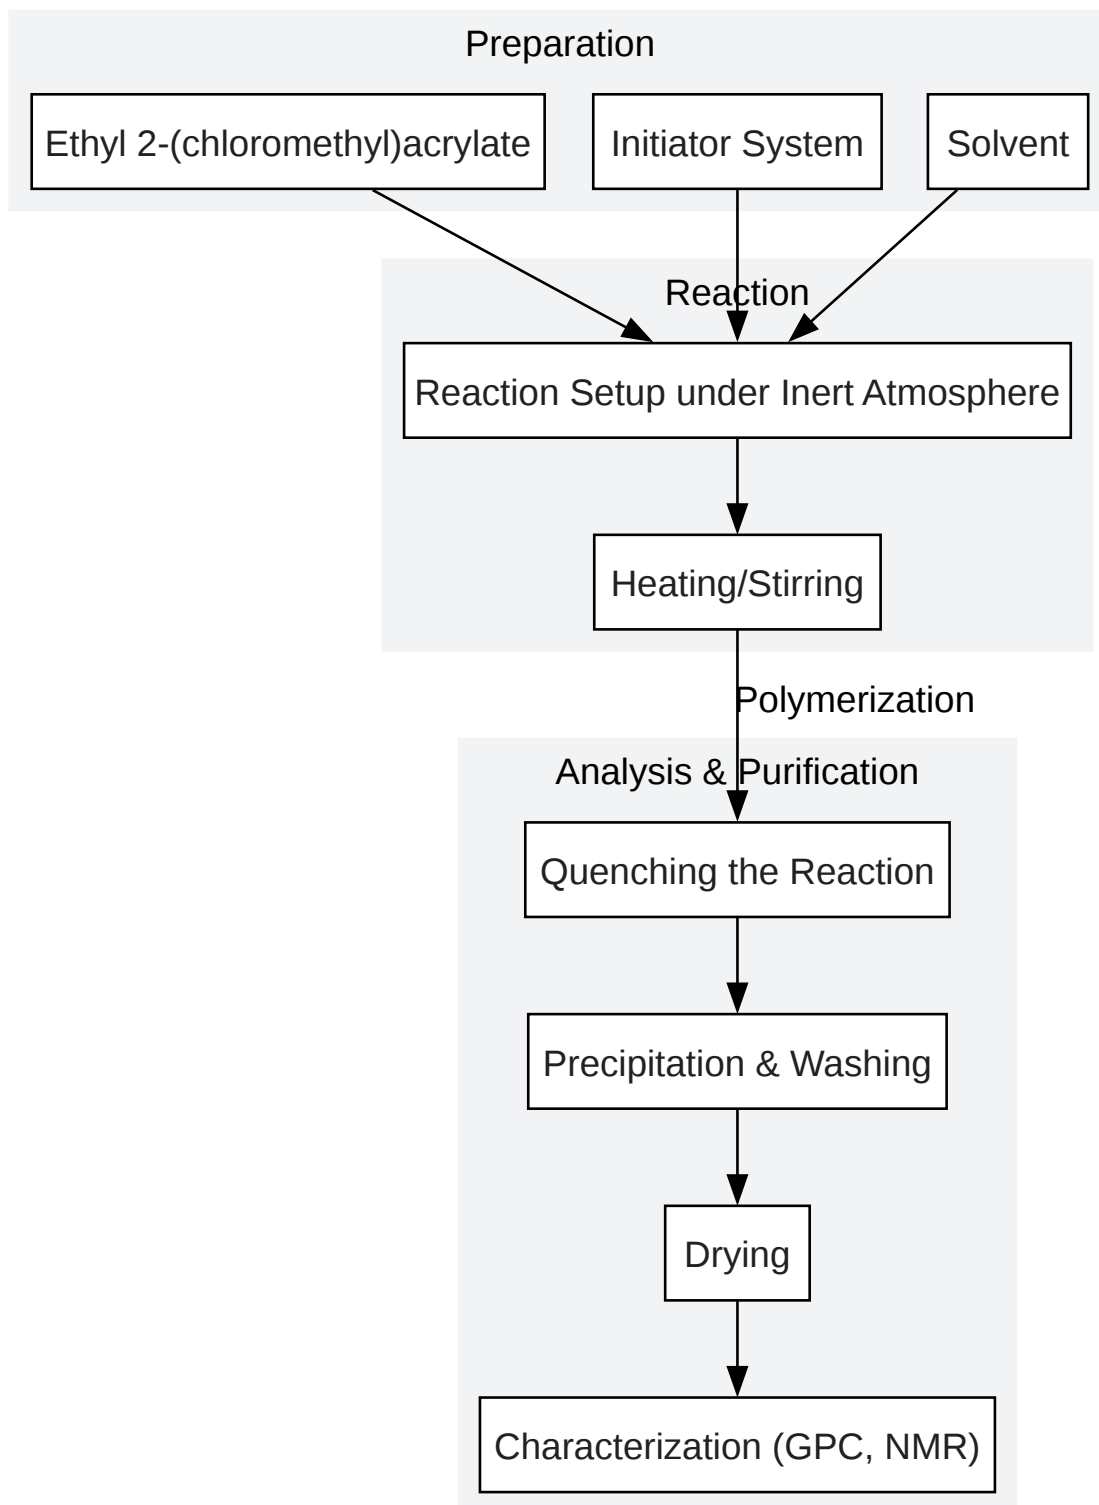 Preparation
Ethyl 2-(chloromethyl)acrylate
Initiator System
Solvent
Reaction
Reaction Setup under Inert Atmosphere
Heating/Stirring
Polymerization
Analysis & Purification
Quenching the Reaction
Precipitation & Washing
Drying
Characterization (GPC, NMR)